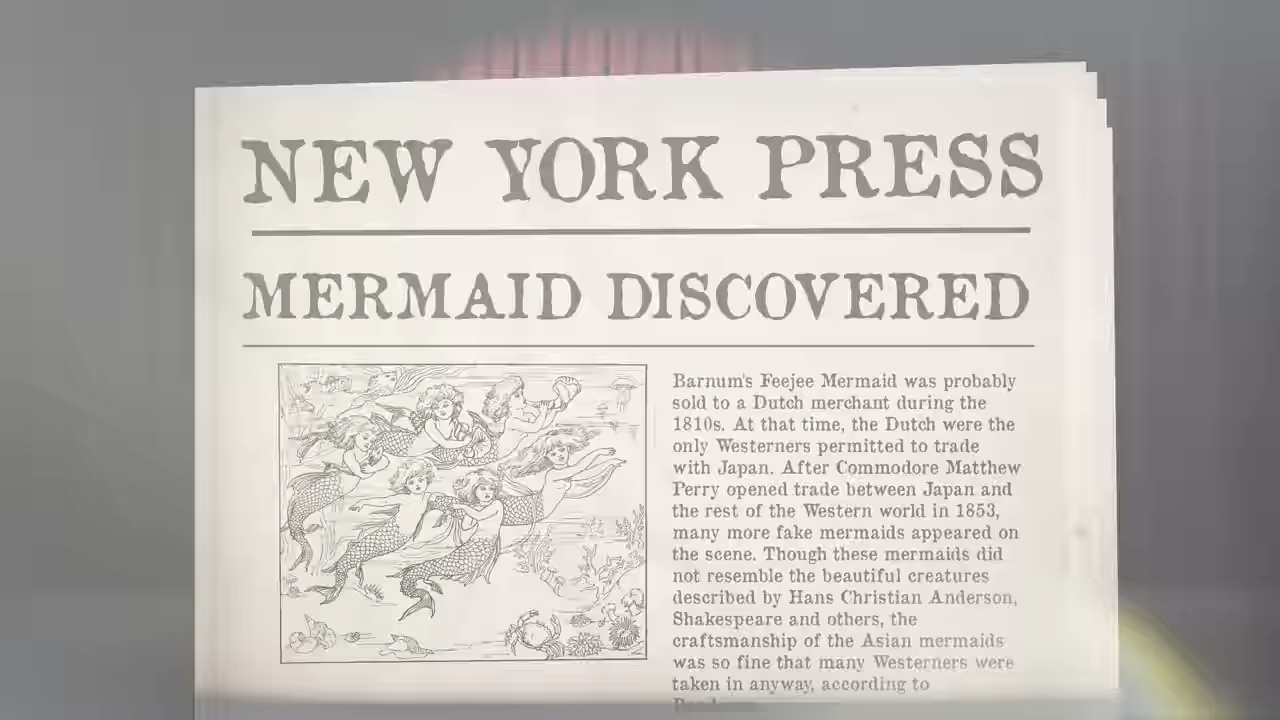 NEW YORK PRESS
MERMAID DISCOVERED
Barnum's Feejee Mermaid was probably
sold to a Dutch merchant during the
1810s. At that time, the Dutch were the
only Westerners permitted to trade
with Japan. After Commodore Matthew
Perry opened trade between Japan and
the rest of the Western world in 1853,
many more fake mermaids appeared on
the scene. Though these mermaids did
not resemble the beautiful creatures
described by Hans Christian Anderson,
Shakespeare and others, the
craftsmanship of the Asian mermaids
was so fine that many Westerners were
taken in anyway, according to